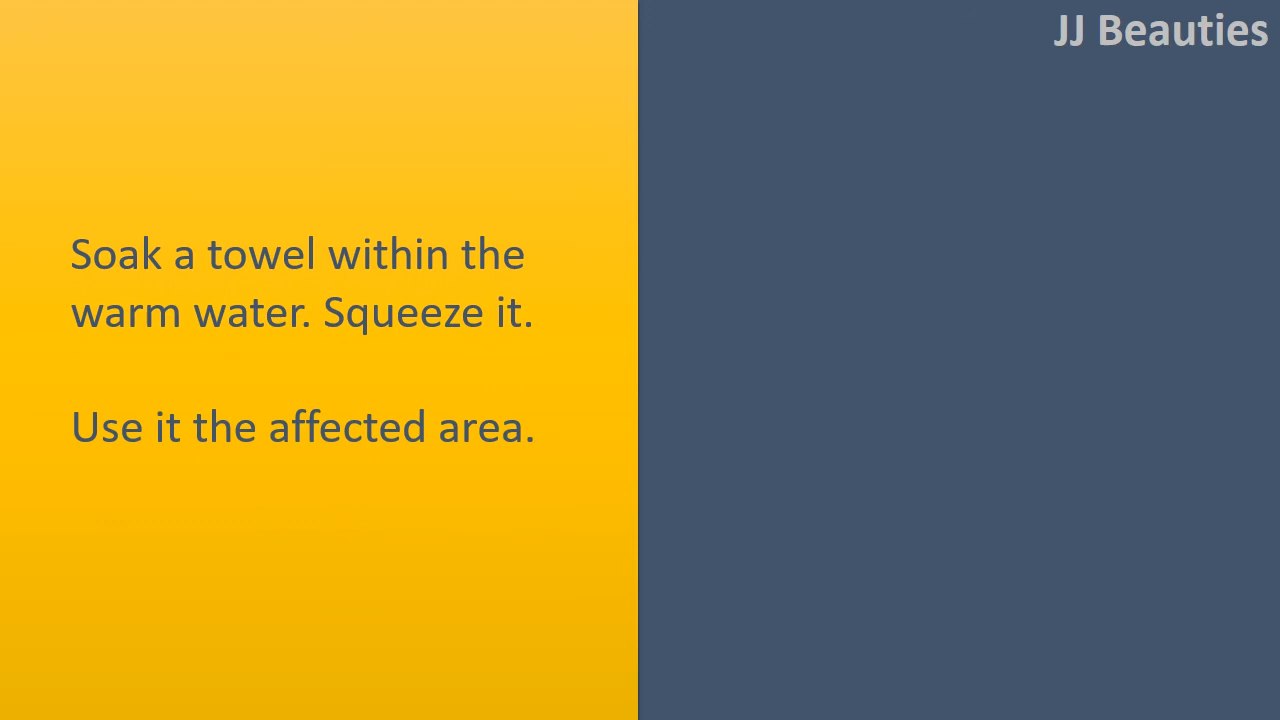 JJ Beauties
Soak a towel within the
warm water. Squeeze it.
Use it the affected area.